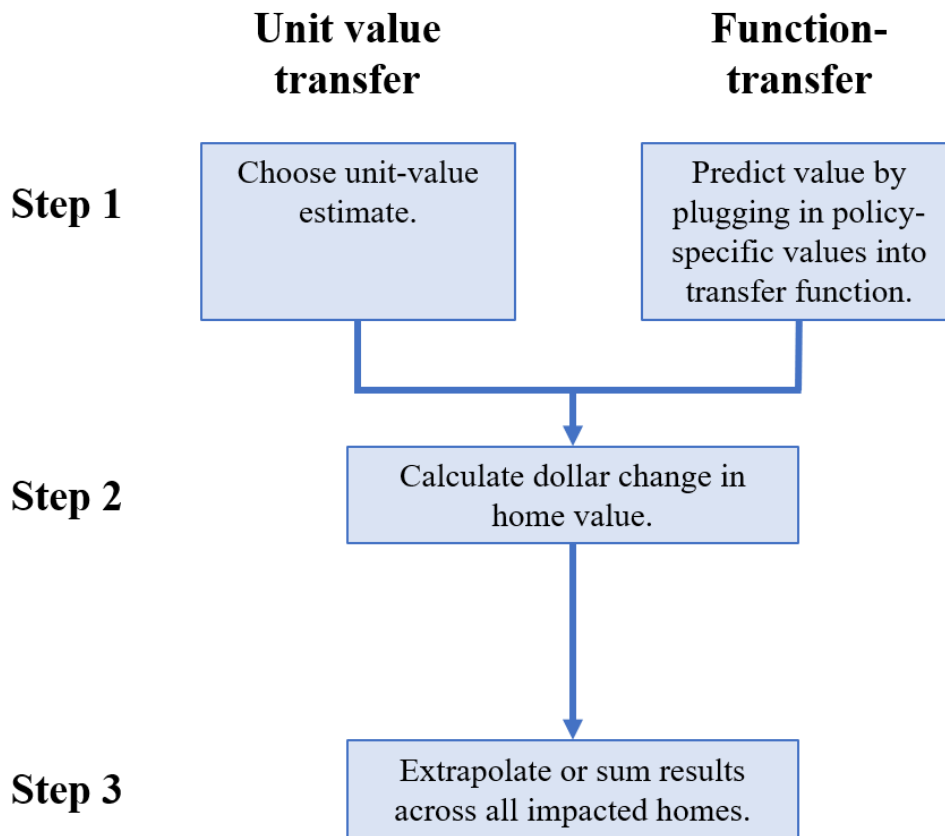 Unit value
transfer
Function-
transfer
Step 1
Choose unit-value
estimate.
Predict value by
plugging in policy-
specific values into
transfer function.
Step 2
Calculate dollar change in
home value.
Step 3
Extrapolate or sum results
across all impacted homes.